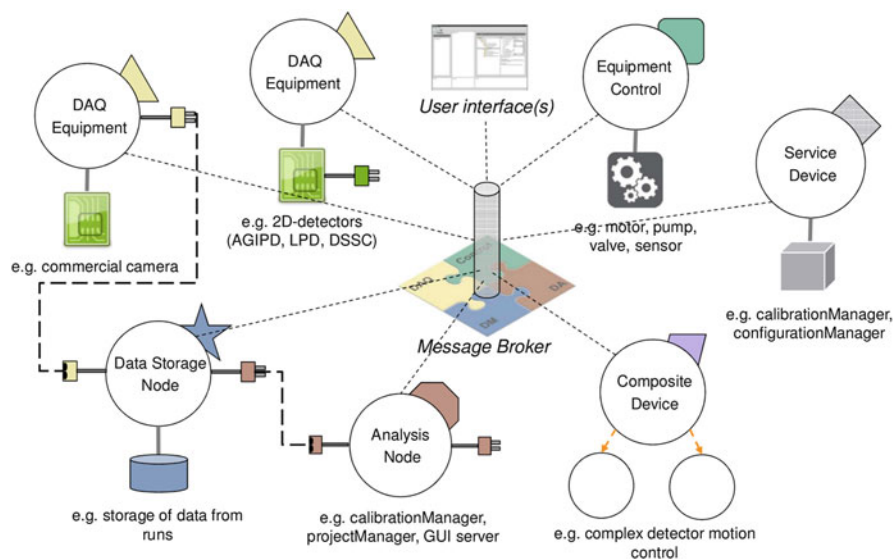 DAQ
Equipment
e.g. commercial camera
DAQ
Equipment
e.g. 2D-detectors
(AGIPD, LPD, DSSC)
User interface(s)
Equipment
Control
e.g. motor, pump,
valve, sensor
Service
Device
e.g. calibrationManager,
configurationManager
Control
DAQ
DA
DM
Message Broker
Data Storage
Node
e.g. storage of data from
runs
Analysis
Node
e.g. calibrationManager,
projectManager, GUI server
Composite
Device
e.g. complex detector motion
control